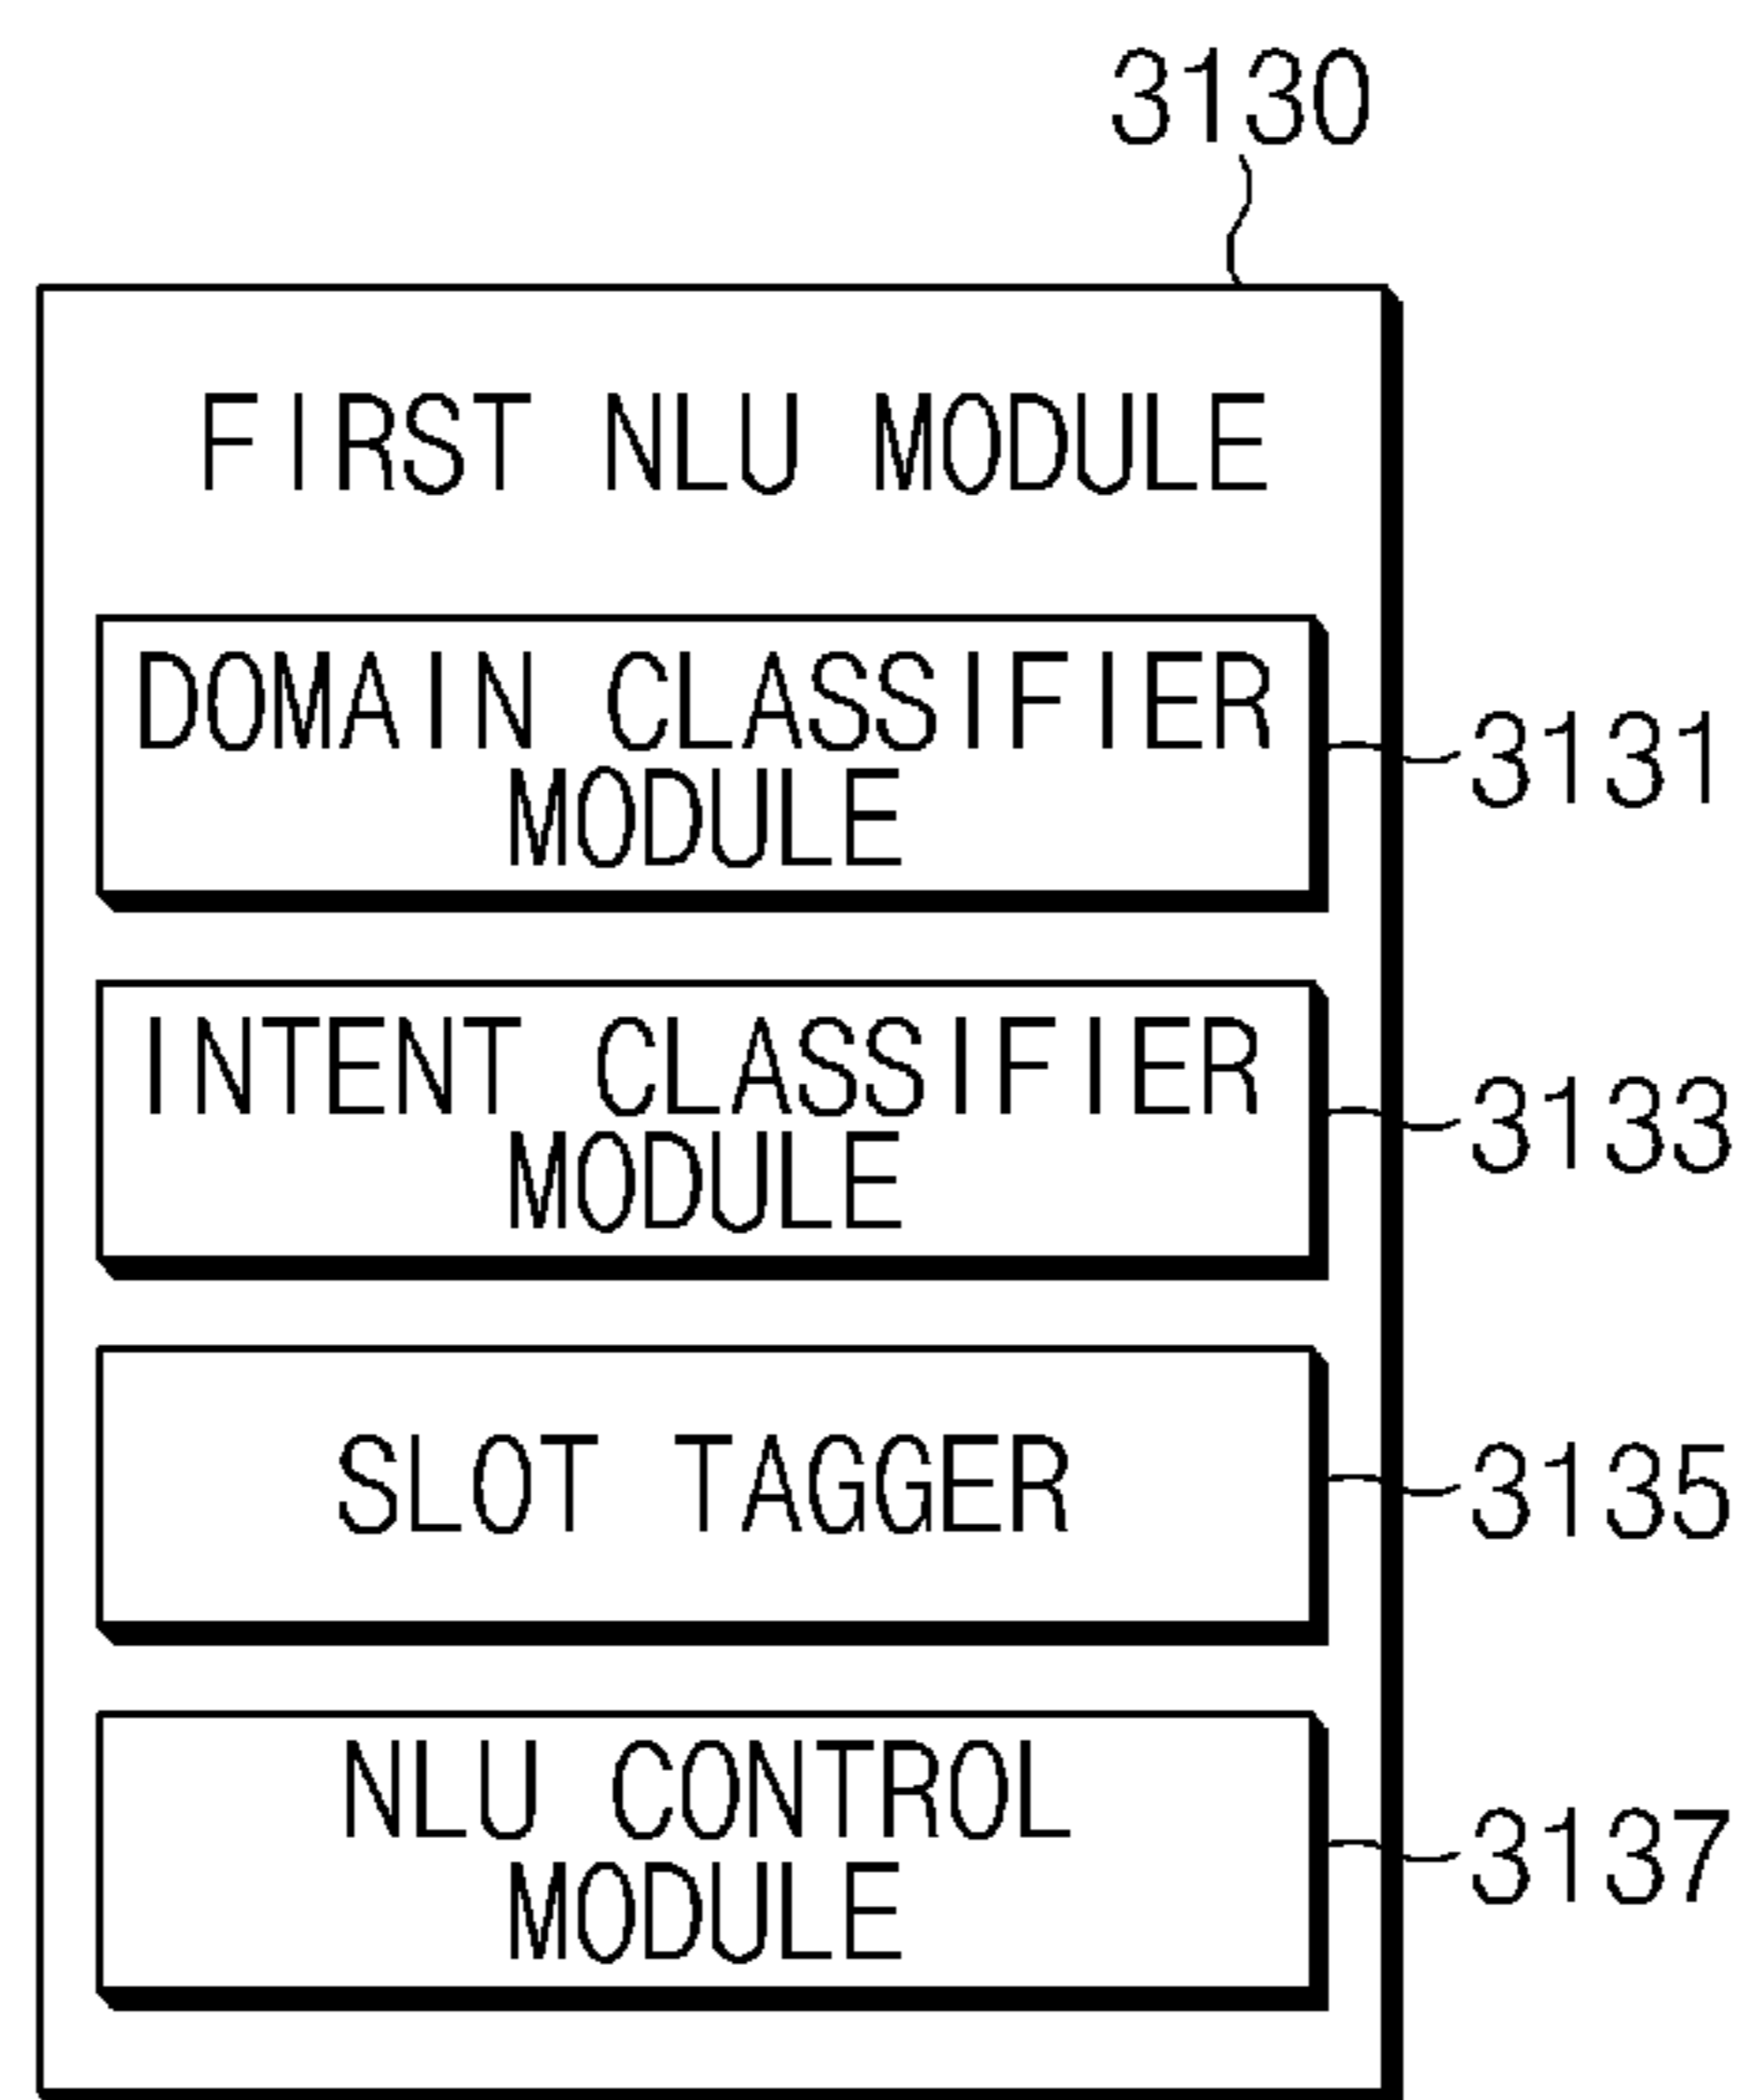 3130
FIRST NLU MODULE
DOMAIN CLASSIFIER
MODULE
3131
INTENT CLASSIFIER
MODULE
3133
SLOT TAGGER
3135
NLU CONTROL
MODULE
3137